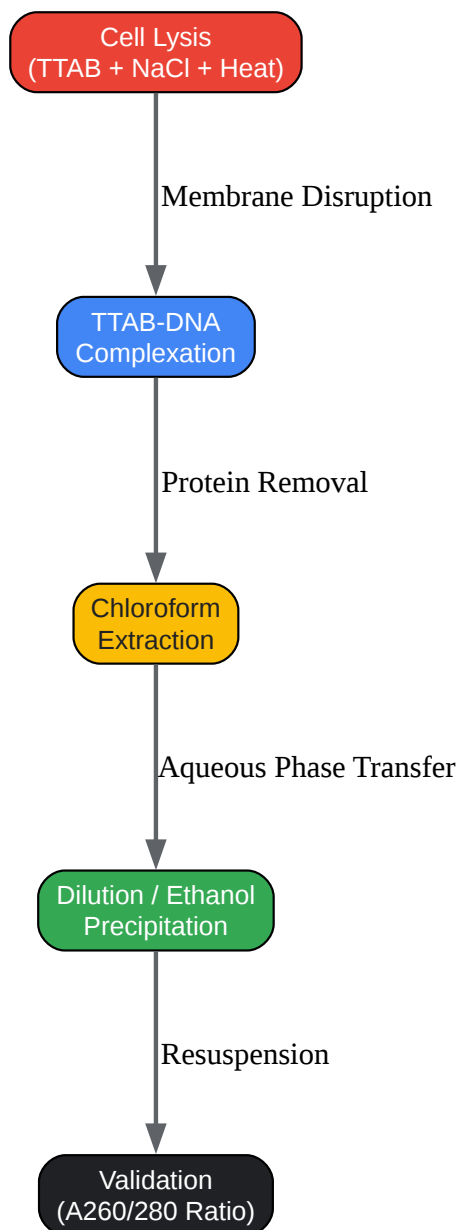 Cell Lysis
(TTAB + NaCl + Heat)
Membrane Disruption
TTAB-DNA
Complexation
Protein Removal
Chloroform
Extraction
Aqueous Phase Transfer
Dilution / Ethanol
Precipitation
Resuspension
Validation
(A260/280 Ratio)